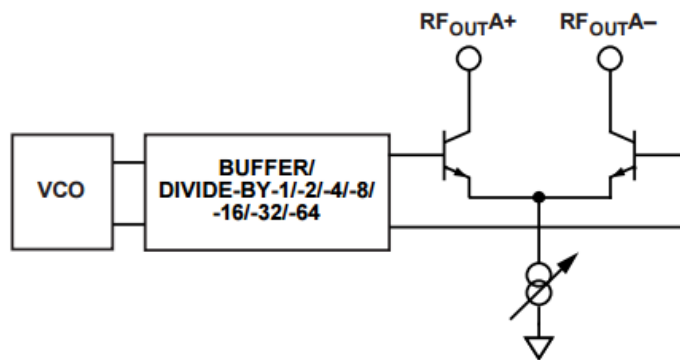 RFOUTA+ RFOUTA–
VCO
BUFFER/
DIVIDE-BY-1/-2/-4/-8/
-16/-32/-64